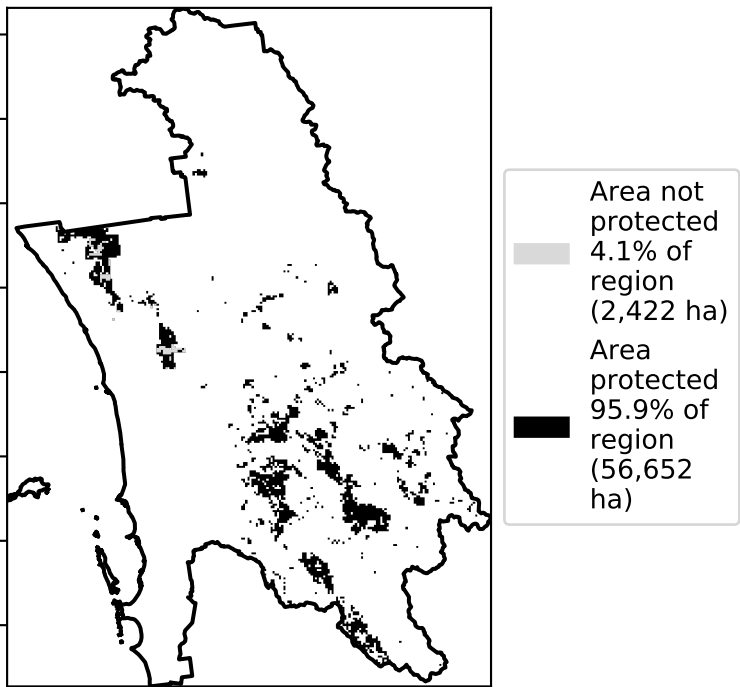 Area not
protected
4.1% of
region
(2,422 ha)
Area
protected
95.9% of
region
(56,652
ha)